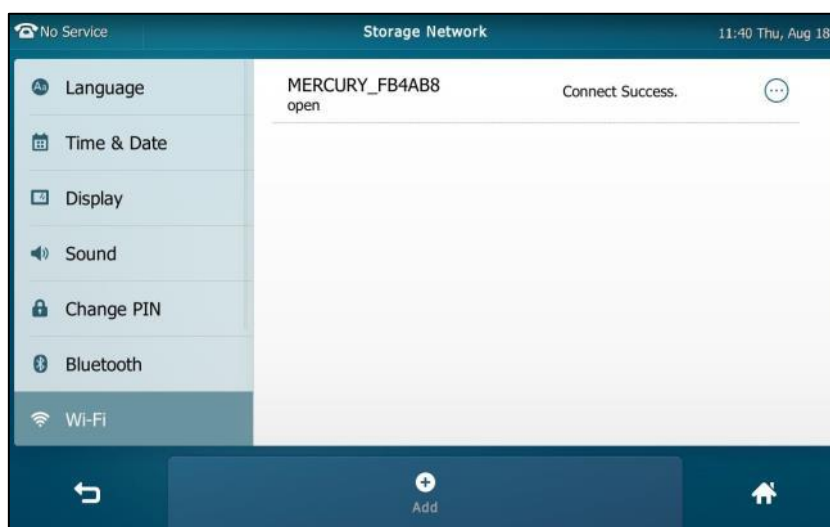 No Service
Storage Network
11:40 Thu, Aug 18
Language
Time & Date
Display
Sound
Change PIN
Bluetooth
Wi-Fi
MERCURY_FB4AB8
open
Connect Success.
Add